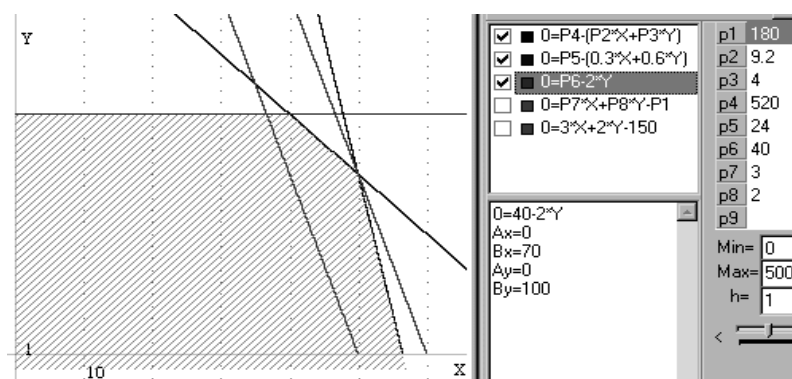 Y
1
10
X
0=P4-(P2*X+P3*Y)
0=P5-(0.3*X+0.6*Y)
0=P6-2*Y
0=P7*X+P8*Y-P1
0=3*X+2*Y-150
0=40-2*Y
Ax=0
Bx=70
Ay=0
By=100
p1 180
p2 9.2
p3 4
p4 520
p5 24
p6 40
p7 3
p8 2
p9
Min= 0
Max= 500
h= 1
<